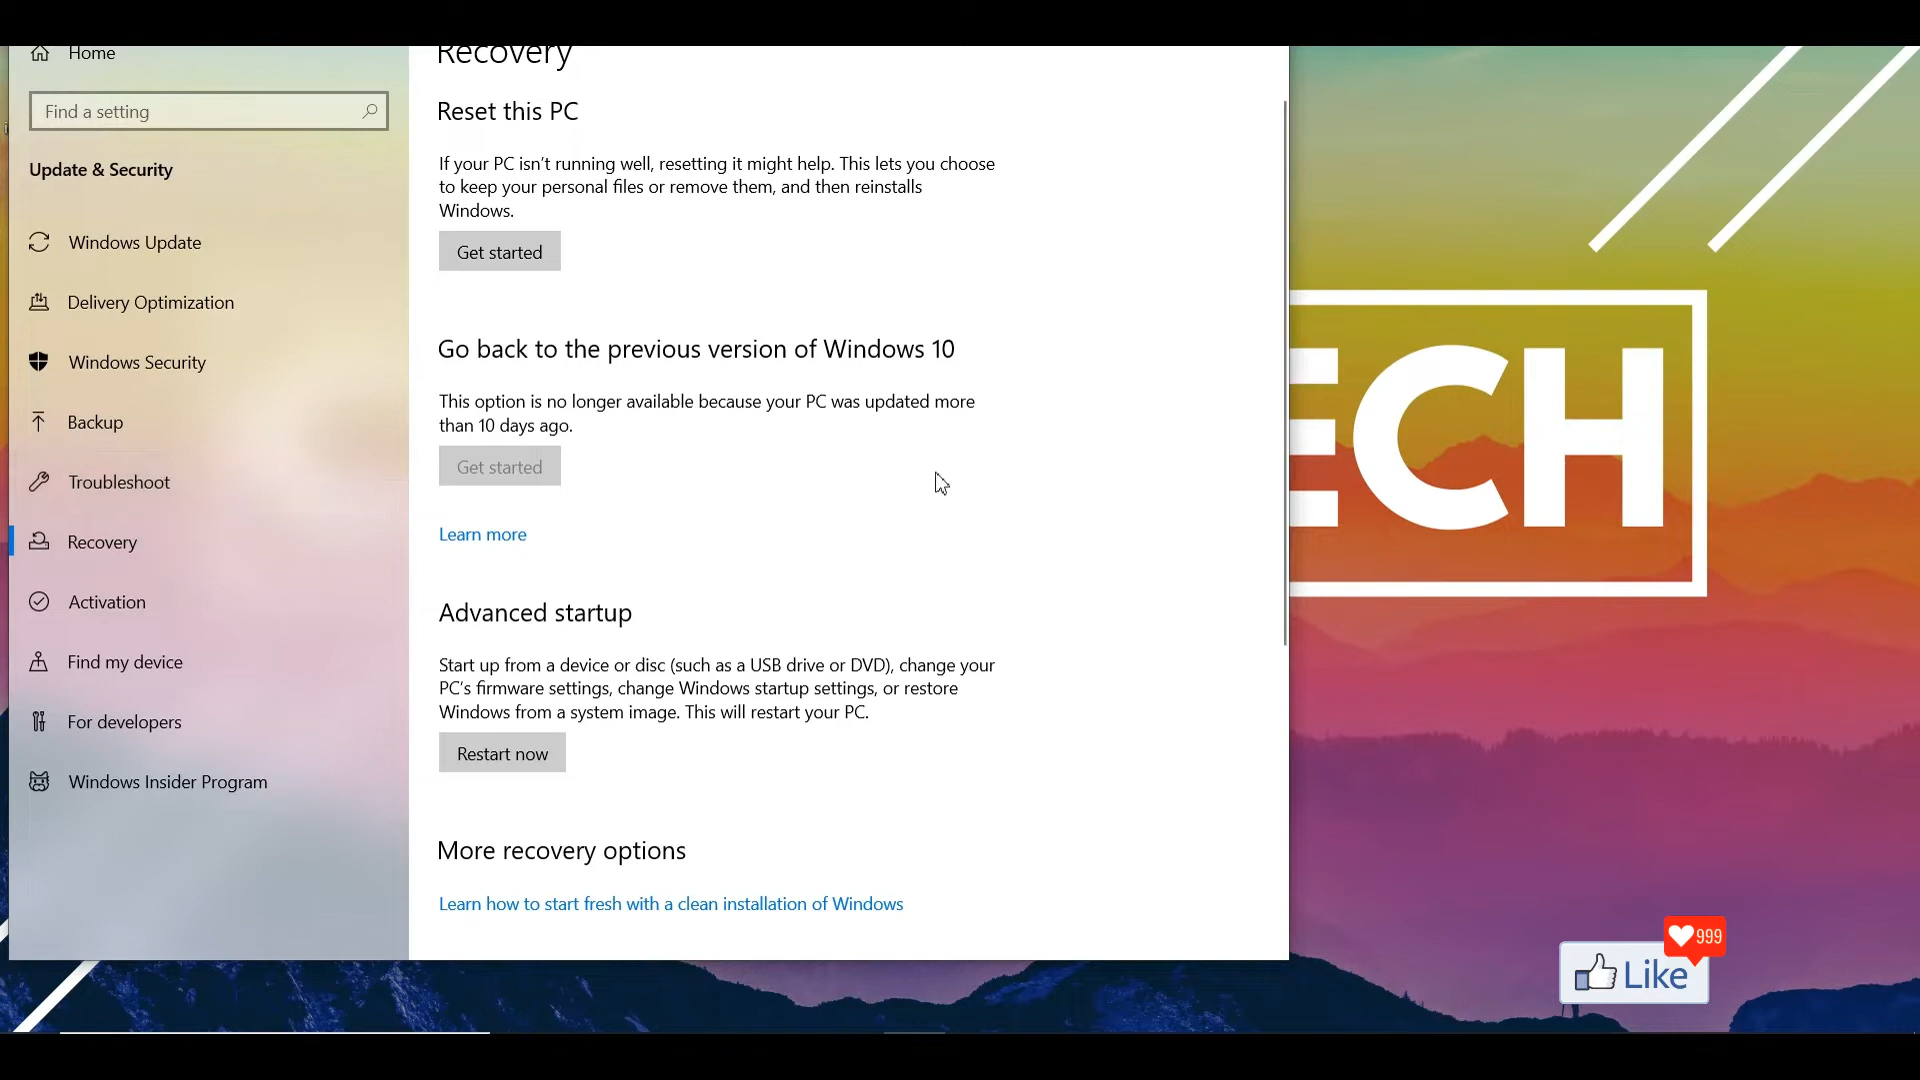 Home
Recovery
Find a setting
Reset this PC
Update & Security
If your PC isn't running well, resetting it might help. This lets you choose
to keep your personal files or remove them, and then reinstalls
Windows.
Get started
Windows Update
Delivery Optimization
Windows Security
Backup
Troubleshoot
Recovery
Activation
Find my device
For developers
Windows Insider Program
Go back to the previous version of Windows 10
This option is no longer available because your PC was updated more
than 10 days ago.
Get started
Learn more
Advanced startup
Start up from a device or disc (such as a USB drive or DVD), change your
PC's firmware settings, change Windows startup settings, or restore
Windows from a system image. This will restart your PC.
Restart now
More recovery options
Learn how to start fresh with a clean installation of Windows
ECH
999
Like